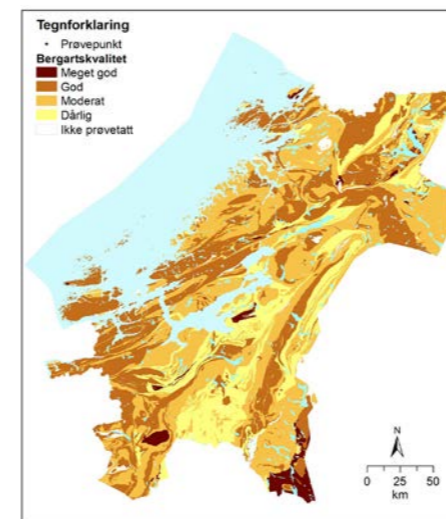 Tegnforklaring
Prøvepunkt
Bergartskvalitet
Meget god
God
Moderat
Dårlig
Ikke prøvetatt
N
0 25 50
km